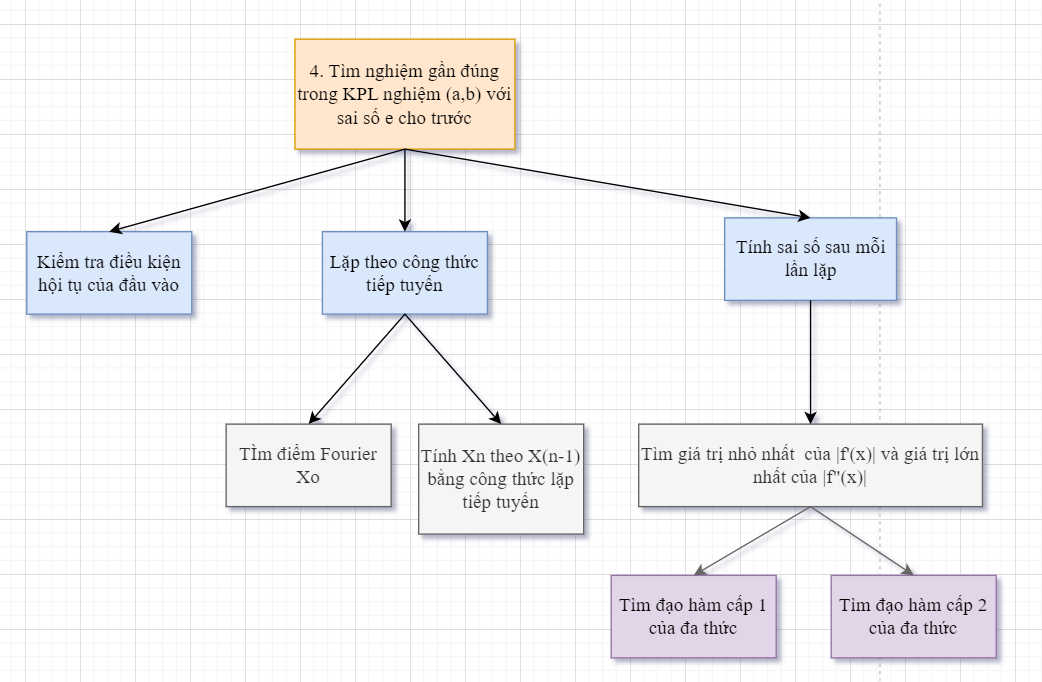 4. Tìm nghiệm gần đúng
trong KPL nghiệm (a,b) với
sai số e cho trước
Kiểm tra điều kiện
hội tụ của đầu vào
Lặp theo công thức
tiếp tuyến
Tính sai số sau mỗi
lần lặp
TÌm điểm Fourier
Xo
Tính Xn theo X(n-1)
bằng công thức lặp
tiếp tuyến
Tìm giá trị nhỏ nhất của |f'(x)| và giá trị lớn
nhất của |f"(x)|
Tìm đạo hàm cấp 1
của đa thức
Tìm đạo hàm cấp 2
của đa thức